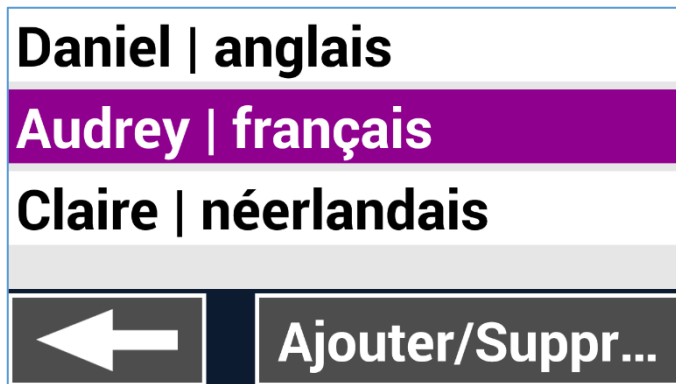 Daniel | anglais
Audrey | français
Claire | néerlandais
Ajouter/Suppr...